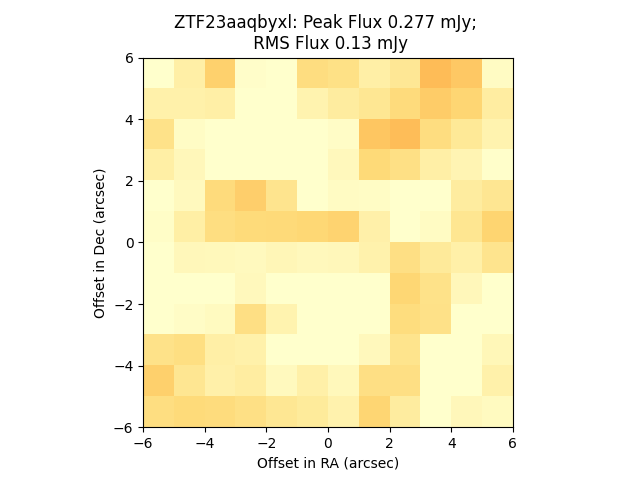 ZTF23aaqbyxl: Peak Flux 0.277 mJy;
RMS Flux 0.13 mJy
6
4
2
0
−2
−4
−6
Offset in Dec (arcsec)
−6 −4 −2 0 2 4 6
Offset in RA (arcsec)